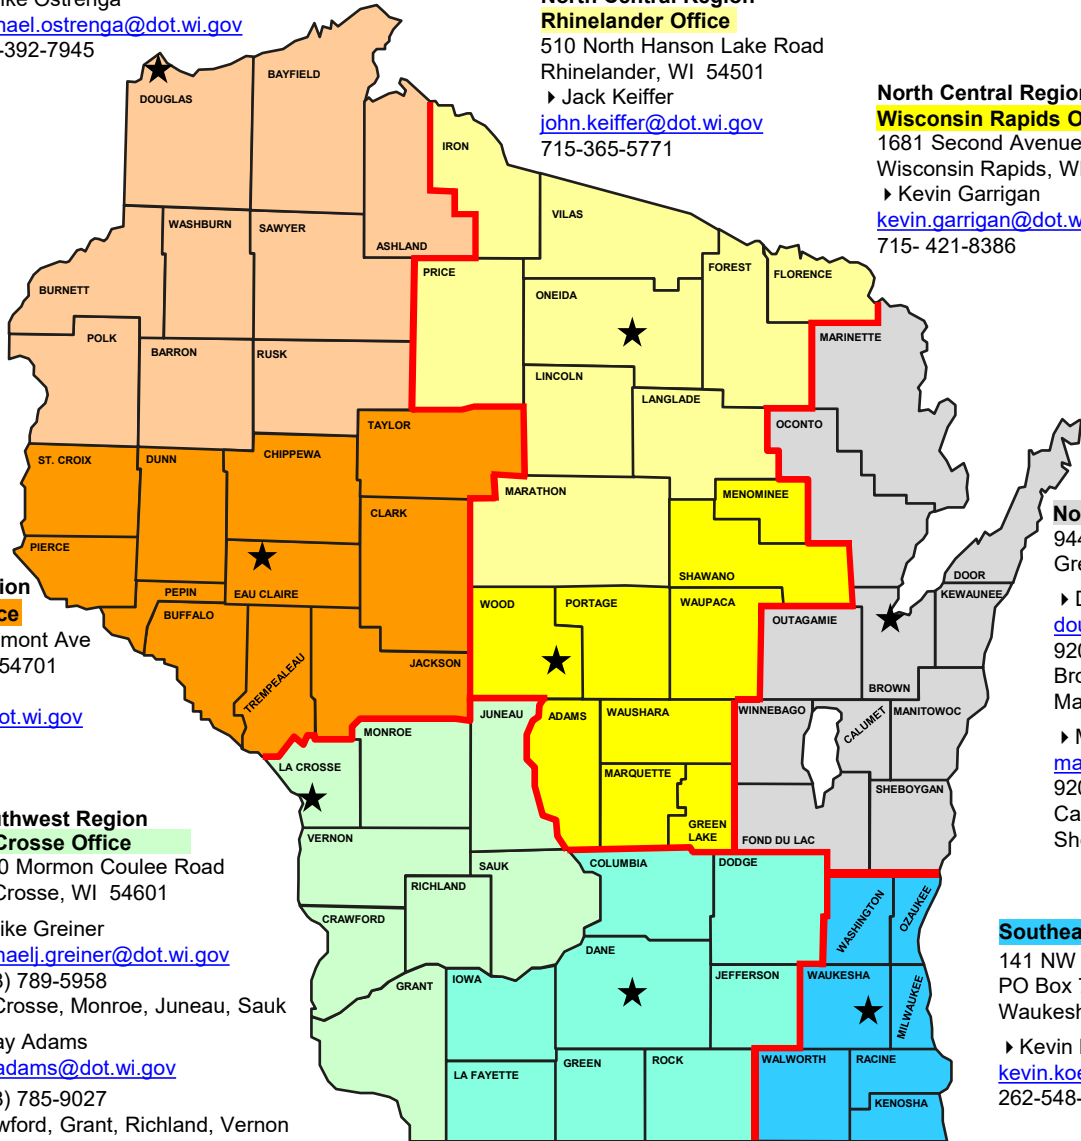 ike Ostrenga
hael.ostrenga@dot.wi.gov
-392-7945
North Central Region
Rhinelander Office
510 North Hanson Lake Road
Rhinelander, WI  54501
Jack Keiffer
john.keiffer@dot.wi.gov
715-365-5771
North Central Region
Wisconsin Rapids O
1681 Second Avenue
Wisconsin Rapids, WI
Kevin Garrigan
kevin.garrigan@dot.w
715- 421-8386
BAYFIELD
DOUGLAS
IRON
VILAS
WASHBURN
SAWYER
ASHLAND
PRICE
FOREST
FLORENCE
BURNETT
ONEIDA
POLK
BARRON
RUSK
MARINETTE
LINCOLN
LANGLADE
TAYLOR
OCONTO
ST. CROIX
DUNN
CHIPPEWA
MARATHON
MENOMINEE
CLARK
PIERCE
SHAWANO
DOOR
PEPIN
EAU CLAIRE
KEWAUNEE
BUFFALO
WOOD
PORTAGE
WAUPACA
OUTAGAMIE
TREMPEALEAU
JACKSON
BROWN
JUNEAU
ADAMS
WAUSHARA
WINNEBAGO
CALUMET
MANITOWOC
MONROE
LA CROSSE
MARQUETTE
SHEBOYGAN
GREEN
LAKE
VERNON
FOND DU LAC
SAUK
COLUMBIA
DODGE
RICHLAND
CRAWFORD
WASHINGTON
OZAUKEE
DANE
GRANT
IOWA
JEFFERSON
WAUKESHA
MILWAUKEE
LA FAYETTE
GREEN
ROCK
WALWORTH
RACINE
KENOSHA
ion
ce
mont Ave
54701
ot.wi.gov
uthwest Region
Crosse Office
0 Mormon Coulee Road
Crosse, WI  54601
ike Greiner
haelj.greiner@dot.wi.gov
8) 789-5958
Crosse, Monroe, Juneau, Sauk
ay Adams
adams@dot.wi.gov
8) 785-9027
wford, Grant, Richland, Vernon
No
944
Gre
D
dou
920
Bro
Ma
M
ma
920
Ca
She
Southea
141 NW
PO Box
Waukesh
Kevin
kevin.koe
262-548-